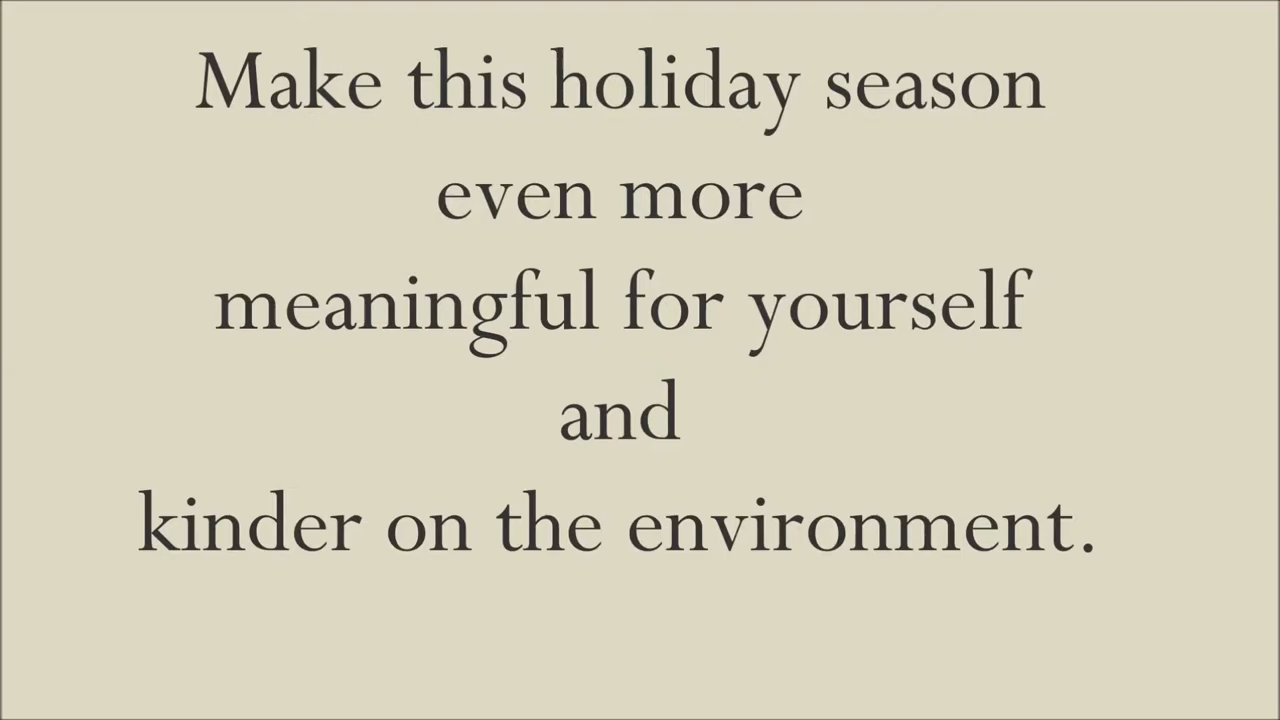 Make this holiday season
even more
meaningful for yourself
and
kinder on the environment.